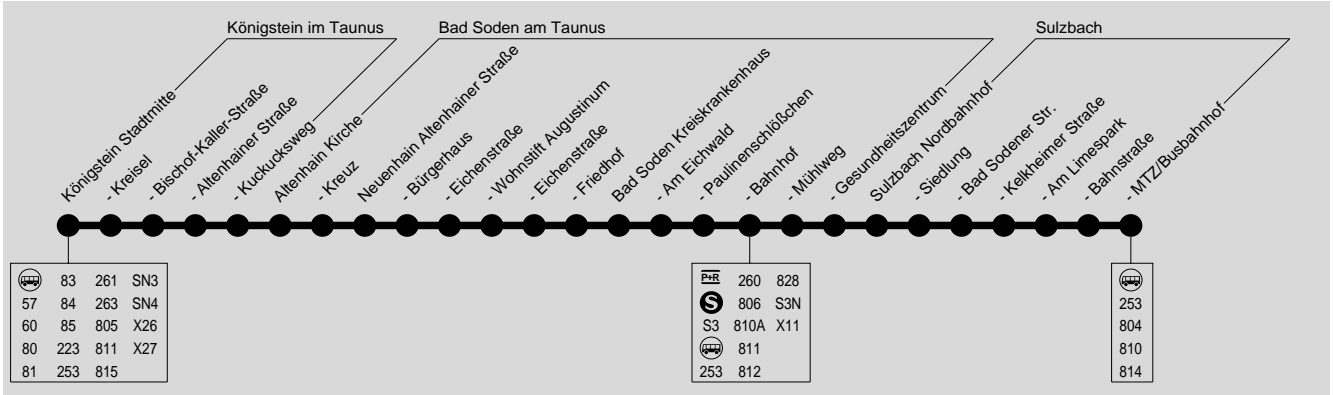 Königstein im Taunus
Bad Soden am Taunus
Sulzbach
Königstein Stadtmitte
- Kreisel
- Bischof-Kaller-Straße
- Altenhainer Straße
- Kuckucksweg
Altenhain Kirche
- Kreuz
Neuenhain Altenhainer Straße
- Bürgerhaus
- Eichenstraße
- Wohnstift Augustinum
- Eichenstraße
- Friedhof
Bad Soden Kreiskrankenhaus
- Am Eichwald
- Paulinenschlößchen
- Bahnhof
- Mühlweg
- Gesundheitszentrum
Sulzbach Nordbahnhof
- Siedlung
- Bad Sodener Str.
- Kelkheimer Straße
- Am Limespark
- Bahnstraße
- MTZ/Busbahnhof
83 261 SN3
57 84 263 SN4
60 85 805 X26
80 223 811 X27
81 253 815
P+R 260 828
S 806 S3N
S3 810A X11
811
253 812
253
804
810
814